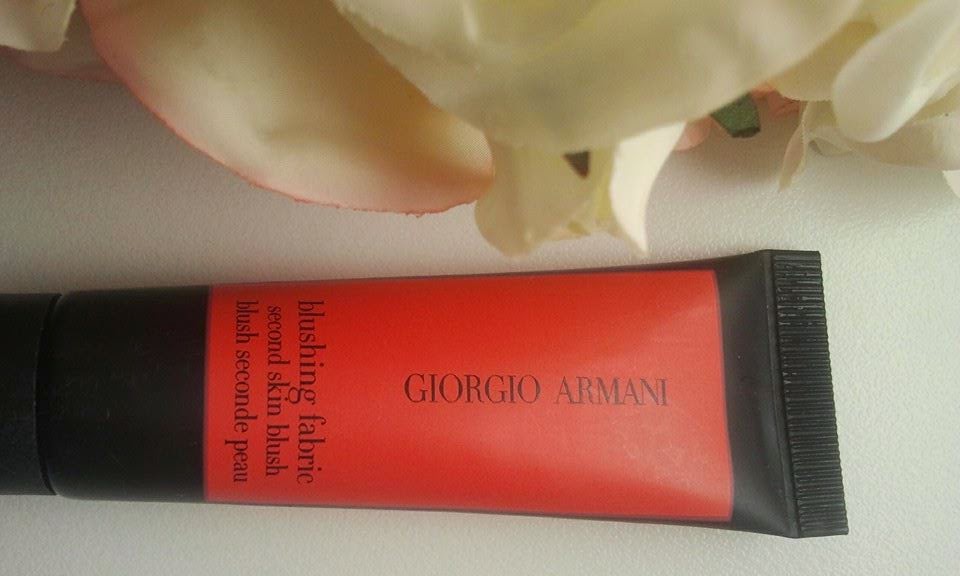 GIORGIO ARMANI
blushing fabric
second skin blush
blush seconde peau